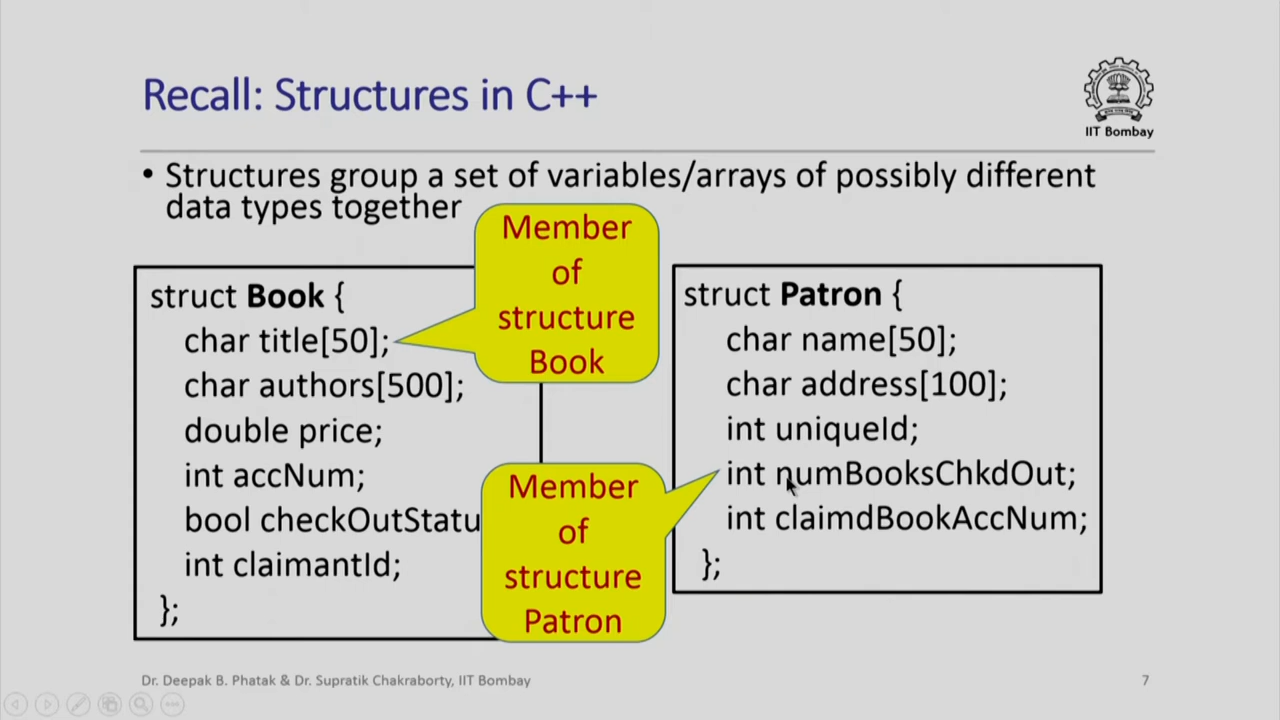 Recall: Structures in C++
IIT Bombay
• Structures group a set of variables/arrays of possibly different
data types together
struct Book {
char title[50];
char authors[500];
double price;
int accNum;
bool checkOutStatu
int claimantId;
};
Member
of
structure
Book
Member
of
structure
Patron
struct Patron {
char name[50];
char address[100];
int uniqueId;
int numBooksChkdOut;
int claimdBookAccNum;
};
Dr. Deepak B. Phatak & Dr. Supratik Chakraborty, IIT Bombay
7